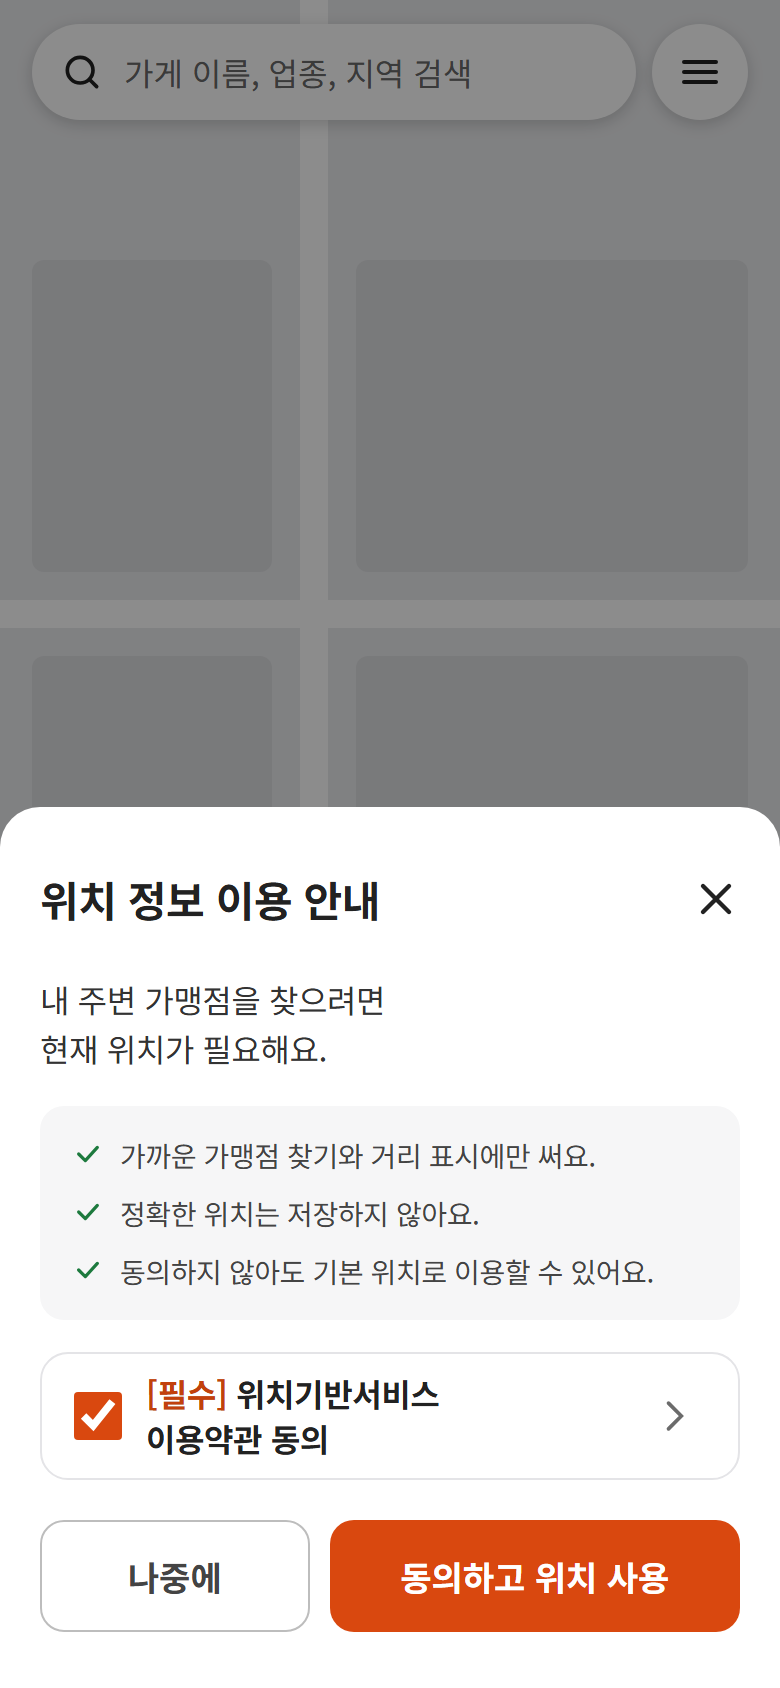 가게 이름, 업종, 지역 검색
위치 정보 이용 안내
내 주변 가맹점을 찾으려면
현재 위치가 필요해요.
가까운 가맹점 찾기와 거리 표시에만 써요.
정확한 위치는 저장하지 않아요.
동의하지 않아도 기본 위치로 이용할 수 있어요.
[필수] 위치기반서비스
이용약관 동의
나중에
동의하고 위치 사용